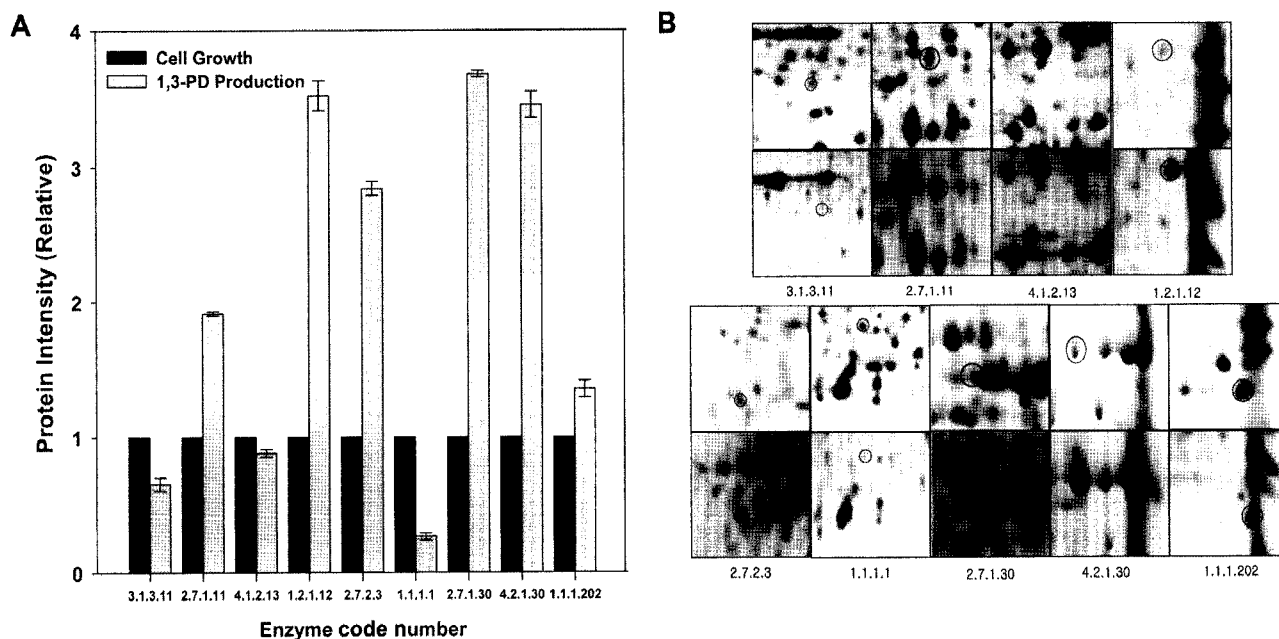 A
4
3
2
1
0
Protein Intensity (Relative)
Cell Growth
1,3-PD Production
3.1.3.11 2.7.1.11 4.1.2.13 1.2.1.12 2.7.2.3 1.1.1.1 2.7.1.30 4.2.1.30 1.1.1.202
Enzyme code number
B
3.1.3.11 2.7.1.11 4.1.2.13 1.2.1.12
2.7.2.3 1.1.1.1 2.7.1.30 4.2.1.30 1.1.1.202